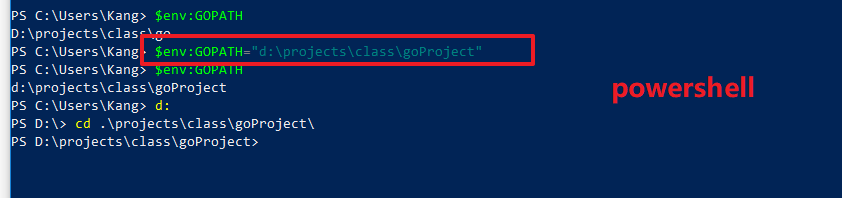 PS C:\Users\Kang> $env:GOPATH
D:\projects\class\go
PS C:\Users\Kang> $env:GOPATH="d:\projects\class\goProject"
PS C:\Users\Kang> $env:GOPATH
d:\projects\class\goProject
PS C:\Users\Kang> d:
PS D:\> cd .\projects\class\goProject\
PS D:\projects\class\goProject>
powershell